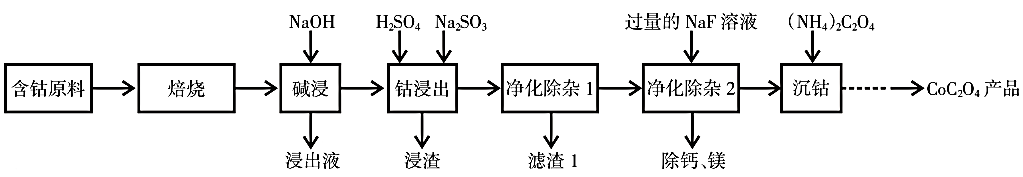 NaOH H₂SO₄ Na₂SO₃ 过量的 NaF 溶液 (NH₄)₂C₂O₄
含钴原料 焙烧 碱浸 钴浸出 净化除杂 1 净化除杂 2 沉钴 CoC₂O₄ 产品
浸出液 浸渣 滤渣 1 除钙、镁